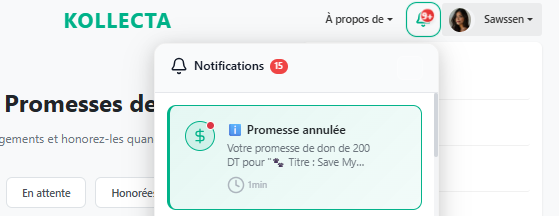 KOLLECTA
À propos de
9+
Sawssen
Notifications 15
Promesses de
ℹ️ Promesse annulée
gements et honorez-les quan
Votre promesse de don de 200
DT pour "🐾 Titre : Save My...
1min
En attente
Honorées